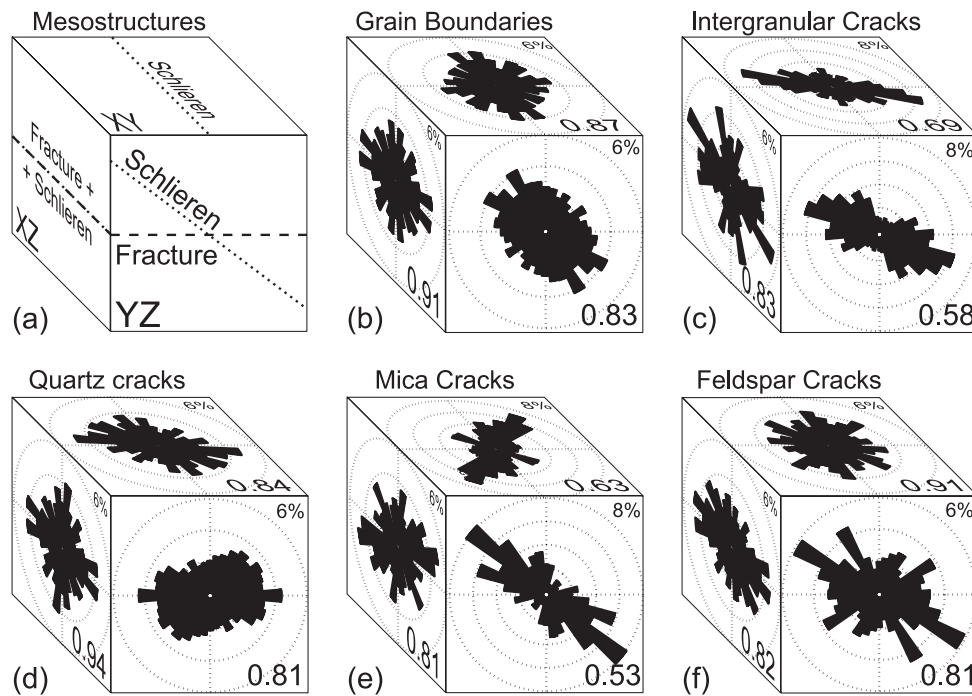 Mesostructures
Schlieren
XY
Fracture +
+ Schlieren
XZ
Schlieren
Fracture
YZ
(a)
Grain Boundaries
6%
0.87
6%
0.91
6%
0.83
(b)
Intergranular Cracks
8%
0.69
6%
0.83
8%
0.58
(c)
Quartz cracks
6%
0.84
6%
0.94
6%
0.81
(d)
Mica Cracks
8%
0.63
6%
0.81
8%
0.53
(e)
Feldspar Cracks
6%
0.91
6%
0.82
6%
0.81
(f)